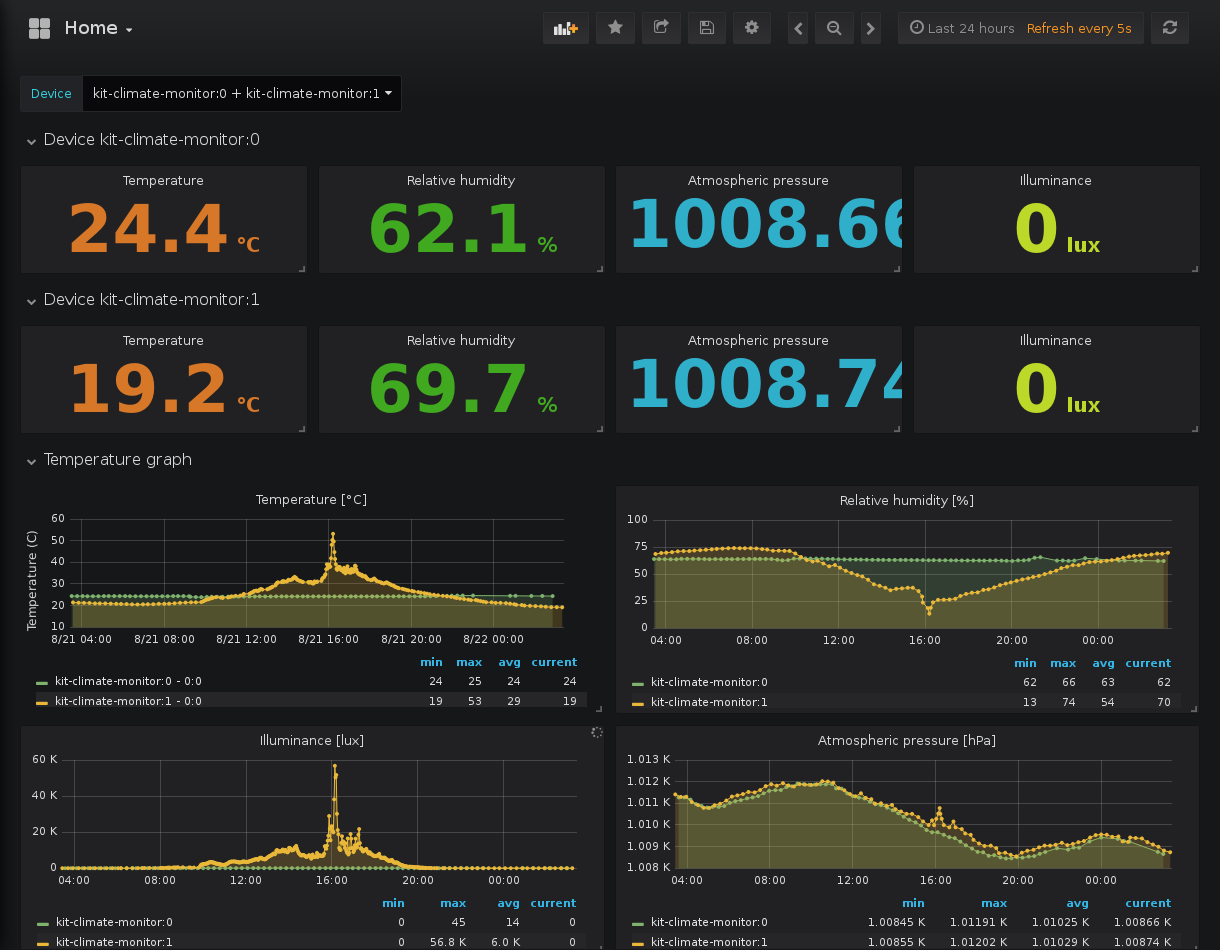 Home
Last 24 hours Refresh every 5s
Device kit-climate-monitor:0 + kit-climate-monitor:1
Device kit-climate-monitor:0
Temperature Relative humidity Atmospheric pressure Illuminance
24.4 °C 62.1 % 1008.66 0 lux
Device kit-climate-monitor:1
Temperature Relative humidity Atmospheric pressure Illuminance
19.2 °C 69.7 % 1008.74 0 lux
Temperature graph
Temperature [°C]
Temperature (C)
60
50
40
30
20
10
8/21 04:00 8/21 08:00 8/21 12:00 8/21 16:00 8/21 20:00 8/22 00:00
min max avg current
kit-climate-monitor:0 - 0:0 24 25 24 24
kit-climate-monitor:1 - 0:0 19 53 29 19
Relative humidity [%]
100
75
50
25
0
04:00 08:00 12:00 16:00 20:00 00:00
min max avg current
kit-climate-monitor:0 62 66 63 62
kit-climate-monitor:1 13 74 54 70
Illuminance [lux]
60 K
40 K
20 K
0
04:00 08:00 12:00 16:00 20:00 00:00
min max avg current
kit-climate-monitor:0 0 45 14 0
kit-climate-monitor:1 0 56.8 K 6.0 K 0
Atmospheric pressure [hPa]
1.013 K
1.012 K
1.011 K
1.010 K
1.009 K
1.008 K
04:00 08:00 12:00 16:00 20:00 00:00
min max avg current
kit-climate-monitor:0 1.00845 K 1.01191 K 1.01025 K 1.00866 K
kit-climate-monitor:1 1.00855 K 1.01202 K 1.01029 K 1.00874 K